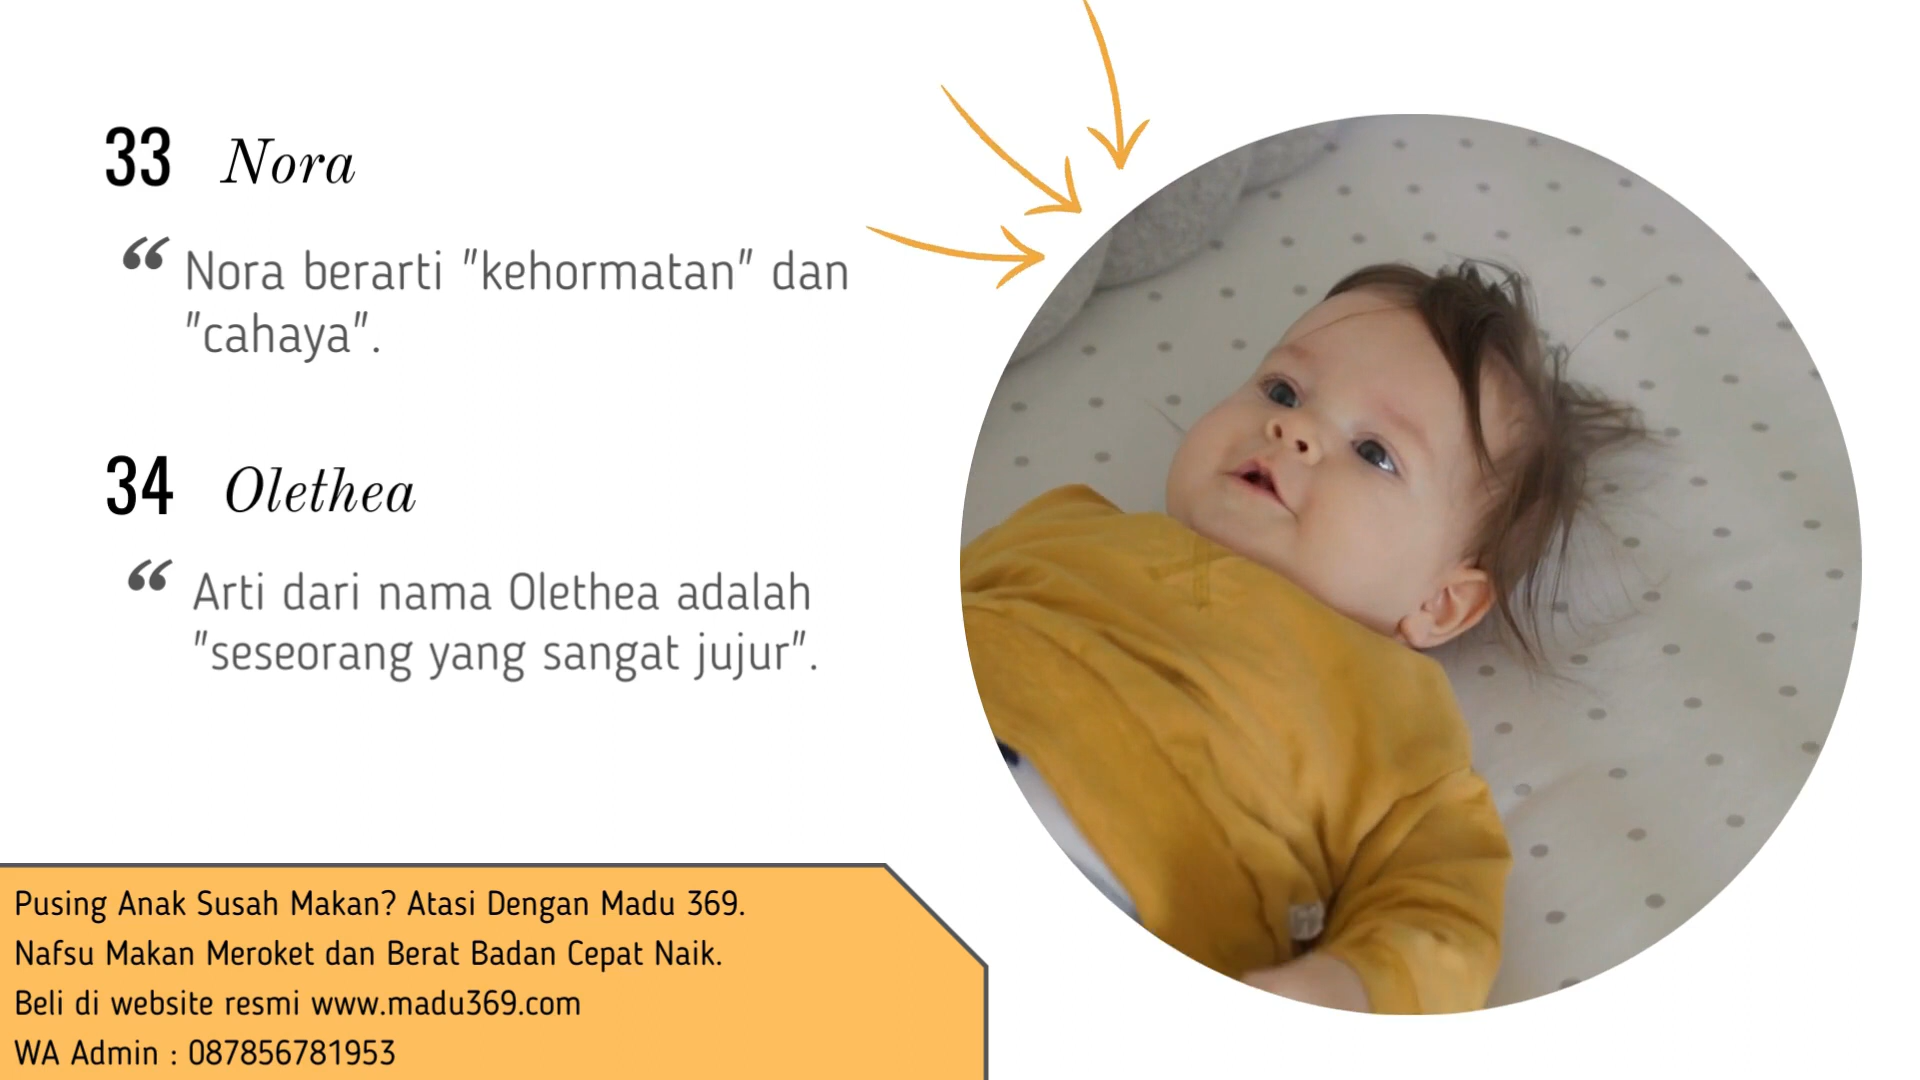 33 Nora
“ Nora berarti "kehormatan" dan
"cahaya".
34 Olethea
“ Arti dari nama Olethea adalah
"seseorang yang sangat jujur".
Pusing Anak Susah Makan? Atasi Dengan Madu 369.
Nafsu Makan Meroket dan Berat Badan Cepat Naik.
Beli di website resmi www.madu369.com
WA Admin : 087856781953